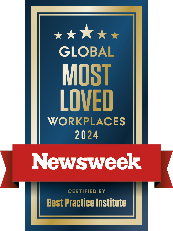 GLOBAL
MOST
LOVED
WORKPLACES
2024
Newsweek
CERTIFIED BY
Best Practice Institute